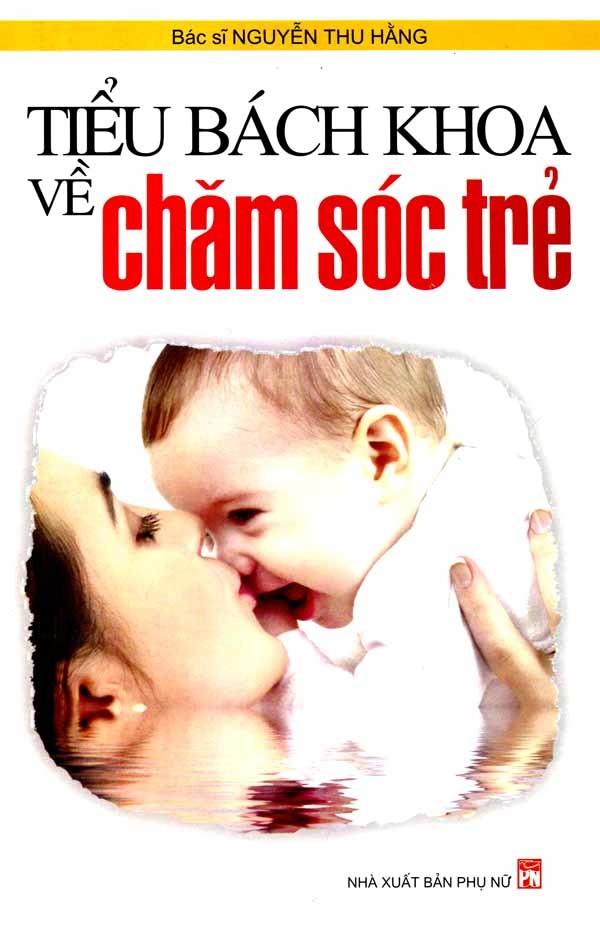 Bác sĩ NGUYỄN THU HẰNG
TIỂU BÁCH KHOA
VỀ chăm sóc trẻ
NHÀ XUẤT BẢN PHỤ NỮ PN